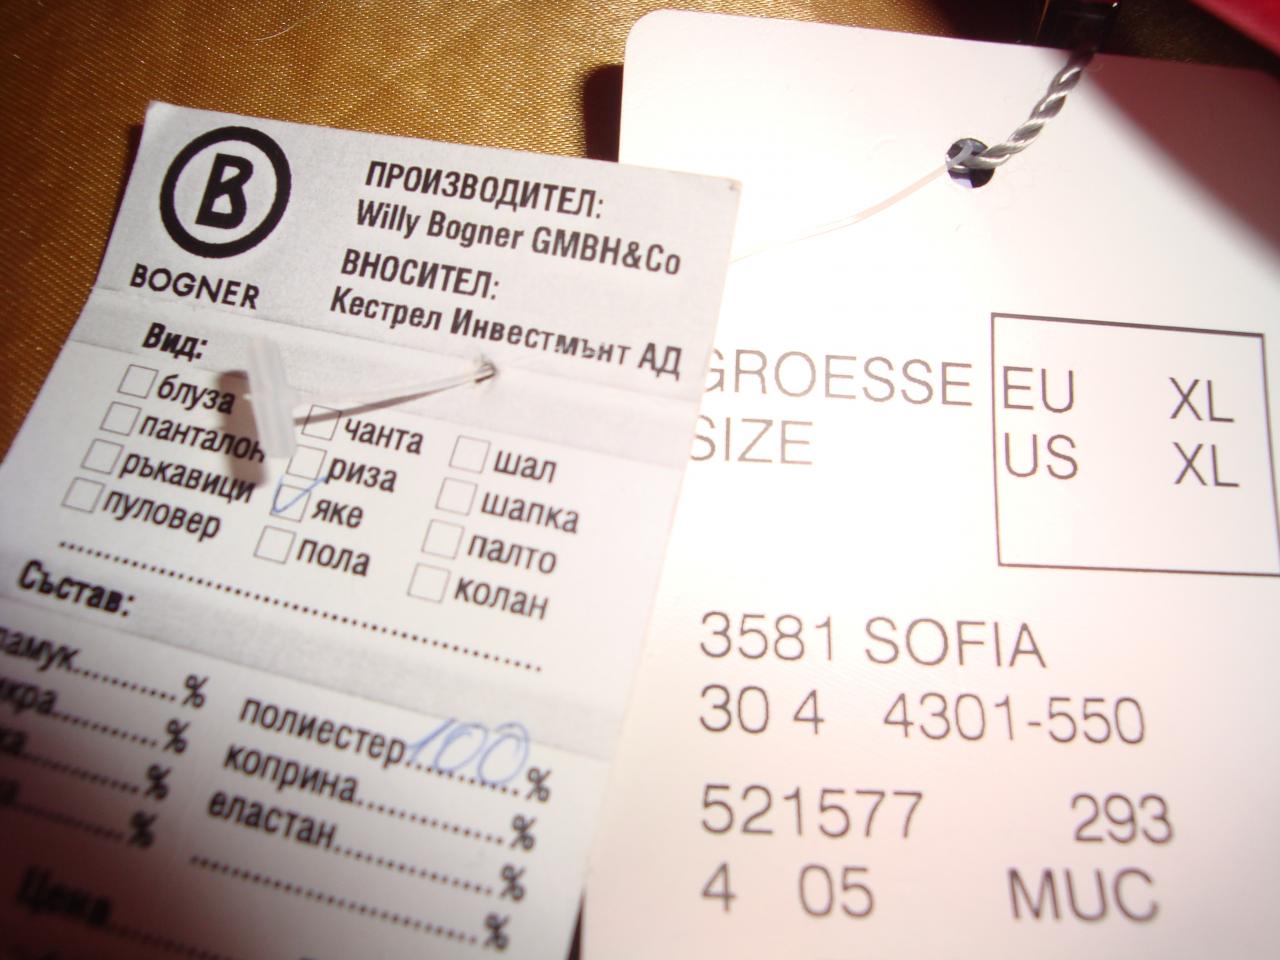 B
BOGNER
ПРОИЗВОДИТЕЛ:
Willy Bogner GMBH&Co
ВНОСИТЕЛ:
Кестрел Инвестмънт АД
Вид:
блуза
панталон
ръкавици
пуловер
чанта
риза
яке
пола
шал
шапка
палто
колан
Състав:
%
%
%
%
полиестер 100 %
коприна %
еластан %
%
Цена
GROESSE EU XL
SIZE US XL
3581 SOFIA
30 4 4301-550
521577 293
4 05 MUC